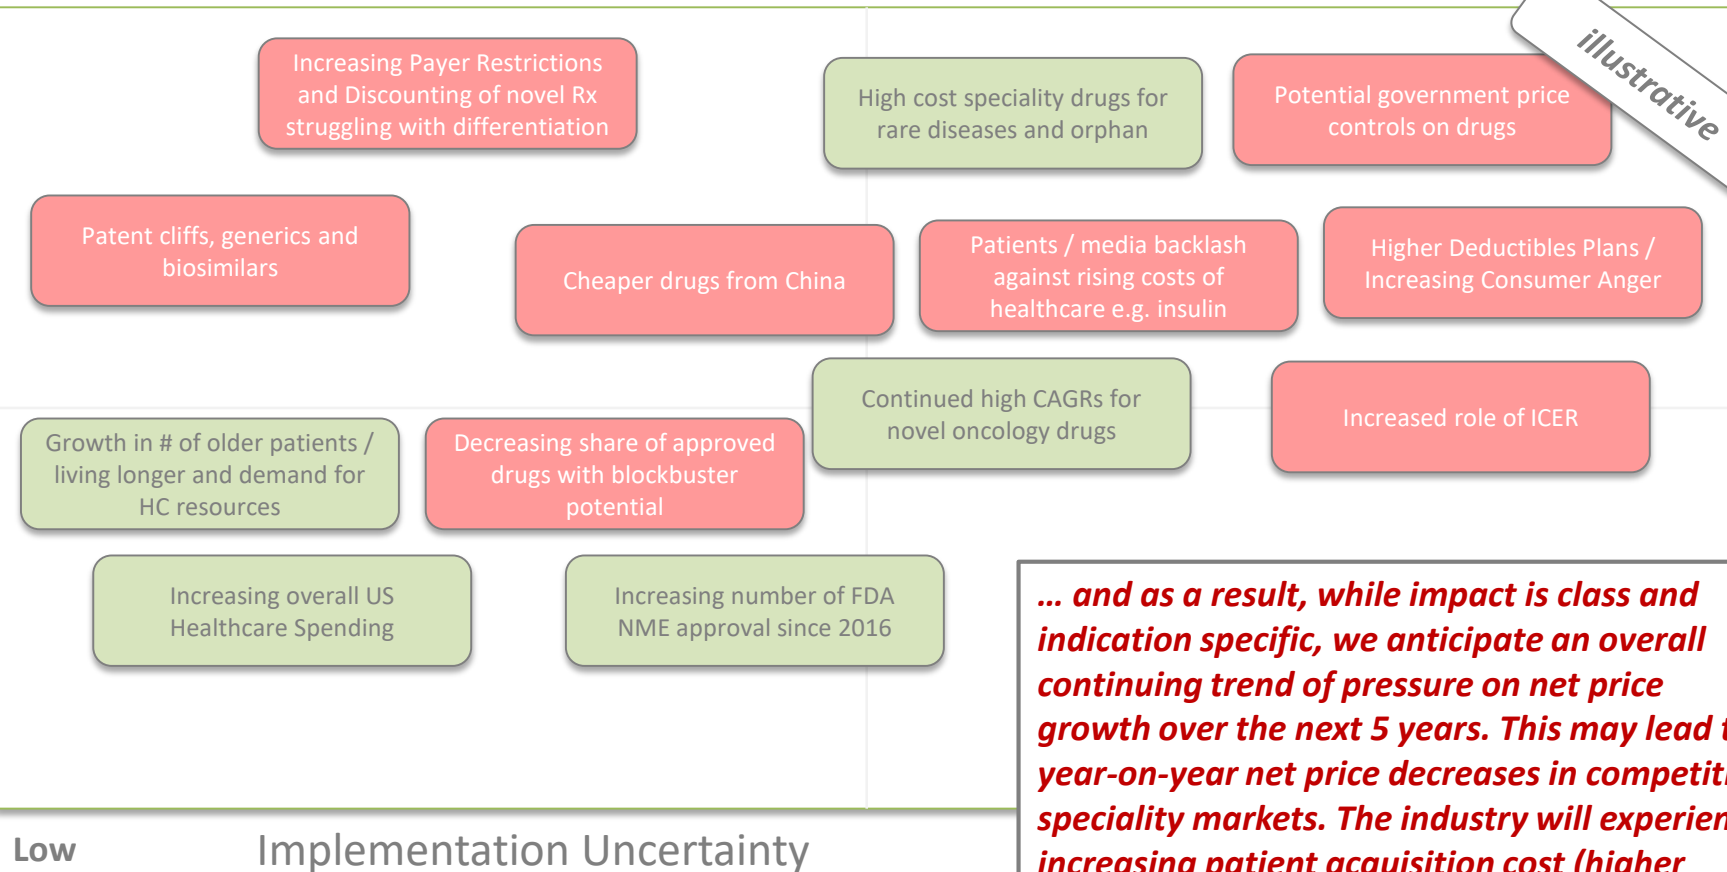 illustrative
Increasing Payer Restrictions
and Discounting of novel Rx
struggling with differentiation
High cost speciality drugs for
rare diseases and orphan
Potential government price
controls on drugs
Patent cliffs, generics and
biosimilars
Cheaper drugs from China
Patients / media backlash
against rising costs of
healthcare e.g. insulin
Higher Deductibles Plans /
Increasing Consumer Anger
Continued high CAGRs for
novel oncology drugs
Increased role of ICER
Growth in # of older patients /
living longer and demand for
HC resources
Decreasing share of approved
drugs with blockbuster
potential
Increasing overall US
Healthcare Spending
Increasing number of FDA
NME approval since 2016
... and as a result, while impact is class and
indication specific, we anticipate an overall
continuing trend of pressure on net price
growth over the next 5 years. This may lead
year-on-year net price decreases in
speciality markets. The industry will
increasing patient acquisition cost (higher
Low
Implementation Uncertainty